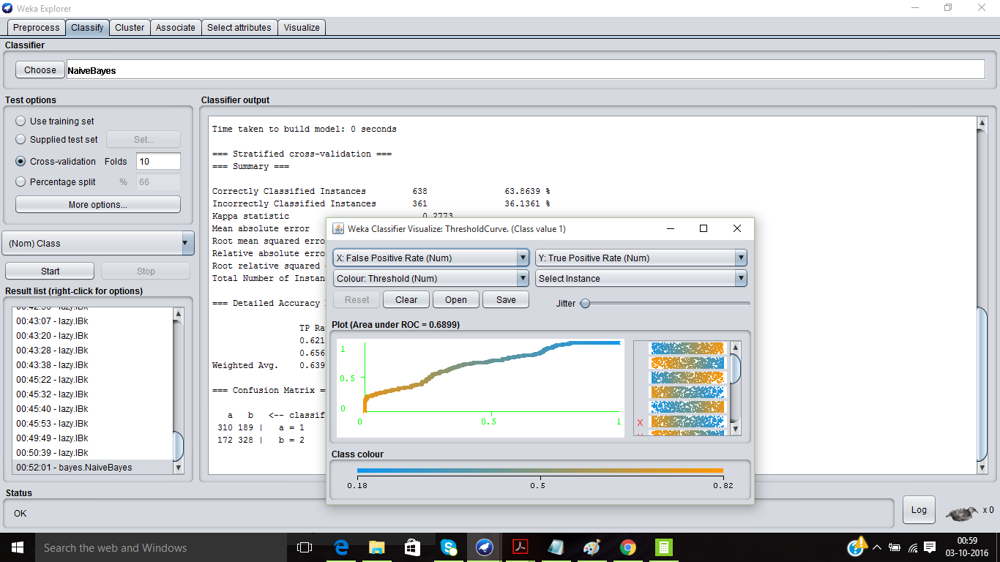 Weka Explorer
Preprocess Classify Cluster Associate Select attributes Visualize
Classifier
Choose NaiveBayes
Test options
Use training set
Supplied test set Set...
Cross-validation Folds 10
Percentage split % 66
More options...
(Nom) Class
Start Stop
Result list (right-click for options)
00:43:07 - lazy.IBk
00:43:20 - lazy.IBk
00:43:28 - lazy.IBk
00:43:38 - lazy.IBk
00:45:22 - lazy.IBk
00:45:32 - lazy.IBk
00:45:40 - lazy.IBk
00:45:53 - lazy.IBk
00:49:49 - lazy.IBk
00:50:39 - lazy.IBk
00:52:01 - bayes.NaiveBayes
Classifier output
Time taken to build model: 0 seconds
=== Stratified cross-validation ===
=== Summary ===
Correctly Classified Instances 638 63.8639 %
Incorrectly Classified Instances 361 36.1361 %
Kappa statistic 0.2773
Mean absolute error
Root mean squared erro
Relative absolute erro
Root relative squared
Total Number of Instan
=== Detailed Accuracy
TP Ra
0.621
0.656
Weighted Avg. 0.639
=== Confusion Matrix =
a b <-- classif
310 189 | a = 1
172 328 | b = 2
Weka Classifier Visualize: ThresholdCurve. (Class value 1)
X: False Positive Rate (Num) Y: True Positive Rate (Num)
Colour: Threshold (Num) Select Instance
Reset Clear Open Save Jitter
Plot (Area under ROC = 0.6899)
1
0.5
0
0 0.5 1
X
Class colour
0.18 0.5 0.82
Status
OK
Log x 0
Search the web and Windows
00:59
03-10-2016